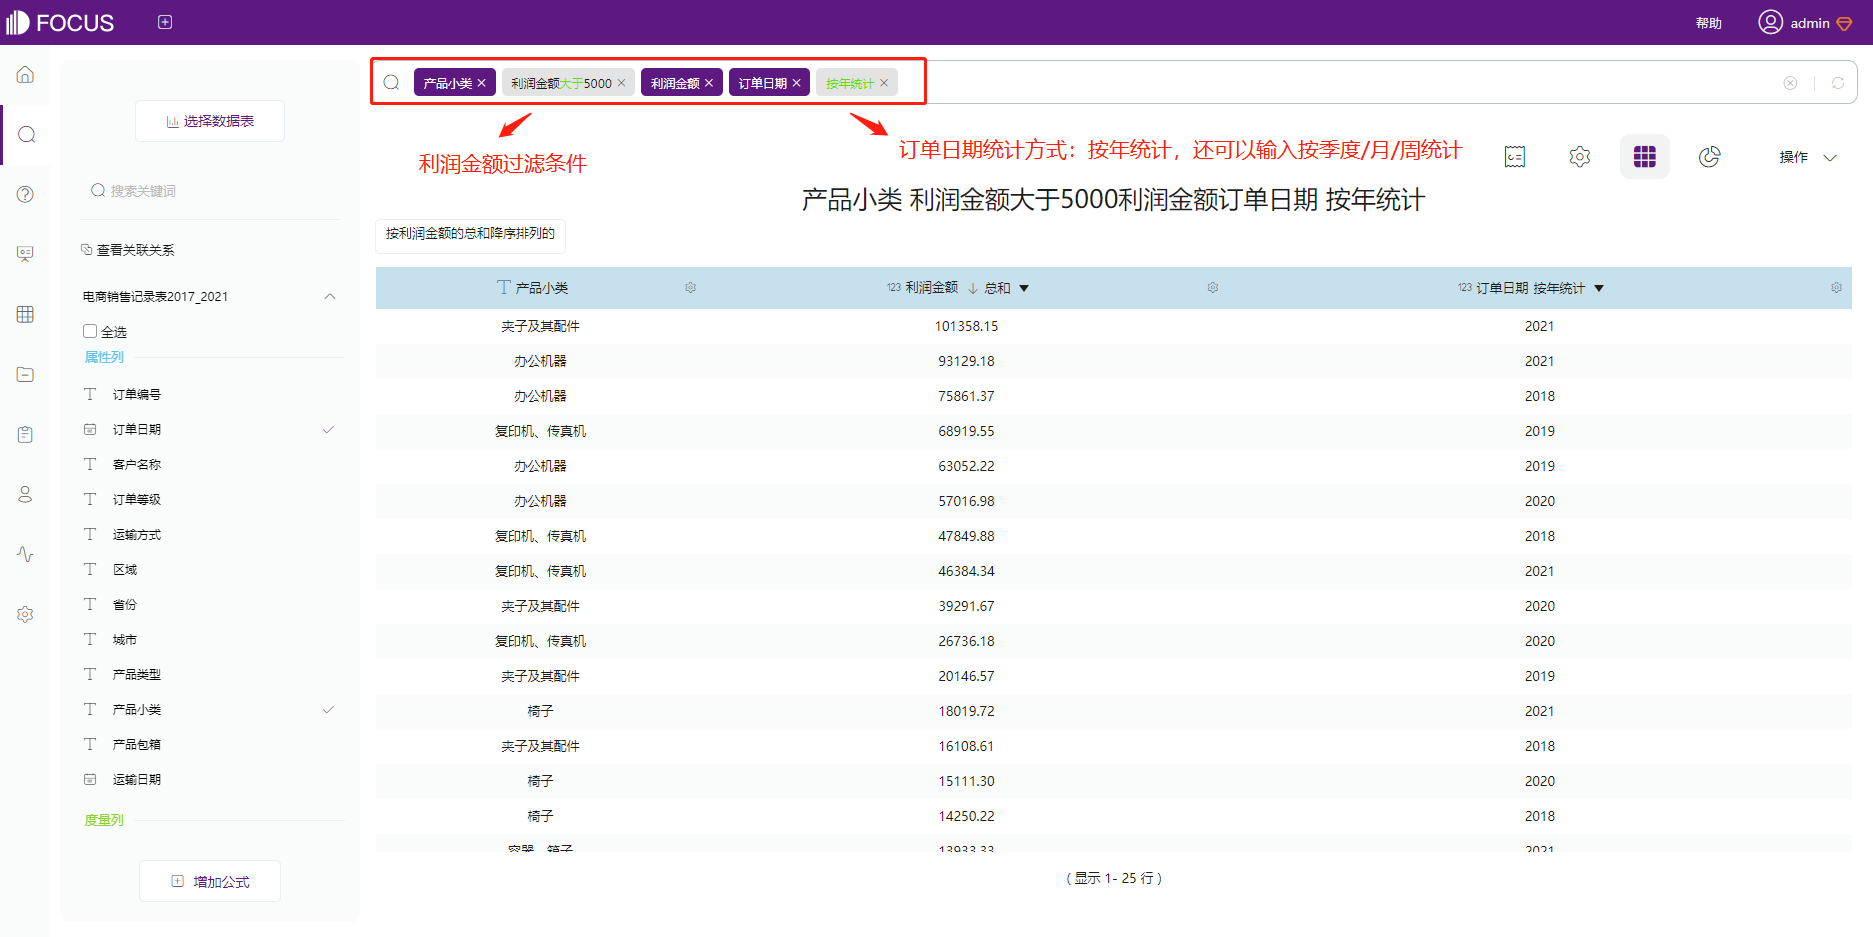 FOCUS
帮助
admin
产品小类 ×
利润金额大于5000 ×
利润金额 ×
订单日期 ×
按年统计 ×
选择数据表
利润金额过滤条件
订单日期统计方式：按年统计，还可以输入按季度/月/周统计
操作
搜索关键词
产品小类 利润金额大于5000利润金额订单日期 按年统计
按利润金额的总和降序排列的
查看关联关系
电商销售记录表2017_2021
全选
属性列
订单编号
订单日期
客户名称
订单等级
运输方式
区域
省份
城市
产品类型
产品小类
产品包箱
运输日期
度量列
增加公式
产品小类 123 利润金额 ↓ 总和 ▼ 123 订单日期 按年统计 ▼
夹子及其配件 101358.15 2021
办公机器 93129.18 2021
办公机器 75861.37 2018
复印机、传真机 68919.55 2019
办公机器 63052.22 2019
办公机器 57016.98 2020
复印机、传真机 47849.88 2018
复印机、传真机 46384.34 2021
夹子及其配件 39291.67 2020
复印机、传真机 26736.18 2020
夹子及其配件 20146.57 2019
椅子 18019.72 2021
夹子及其配件 16108.61 2018
椅子 15111.30 2020
椅子 14250.22 2018
容器、箱子 13933.33 2021
( 显示 1- 25 行 )